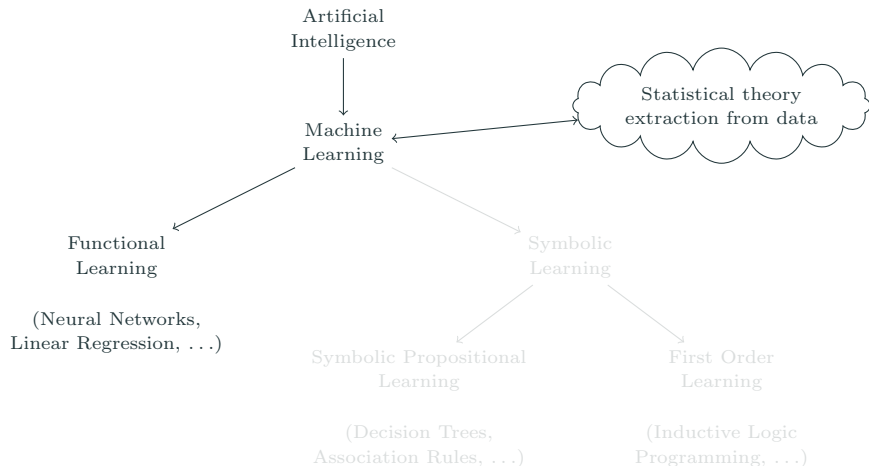 Artificial
Intelligence
Statistical theory
extraction from data
Machine
Learning
Functional
Learning
(Neural Networks,
Linear Regression, ...)
Symbolic
Learning
Symbolic Propositional
Learning
(Decision Trees,
Association Rules, ...)
First Order
Learning
(Inductive Logic
Programming, ...)